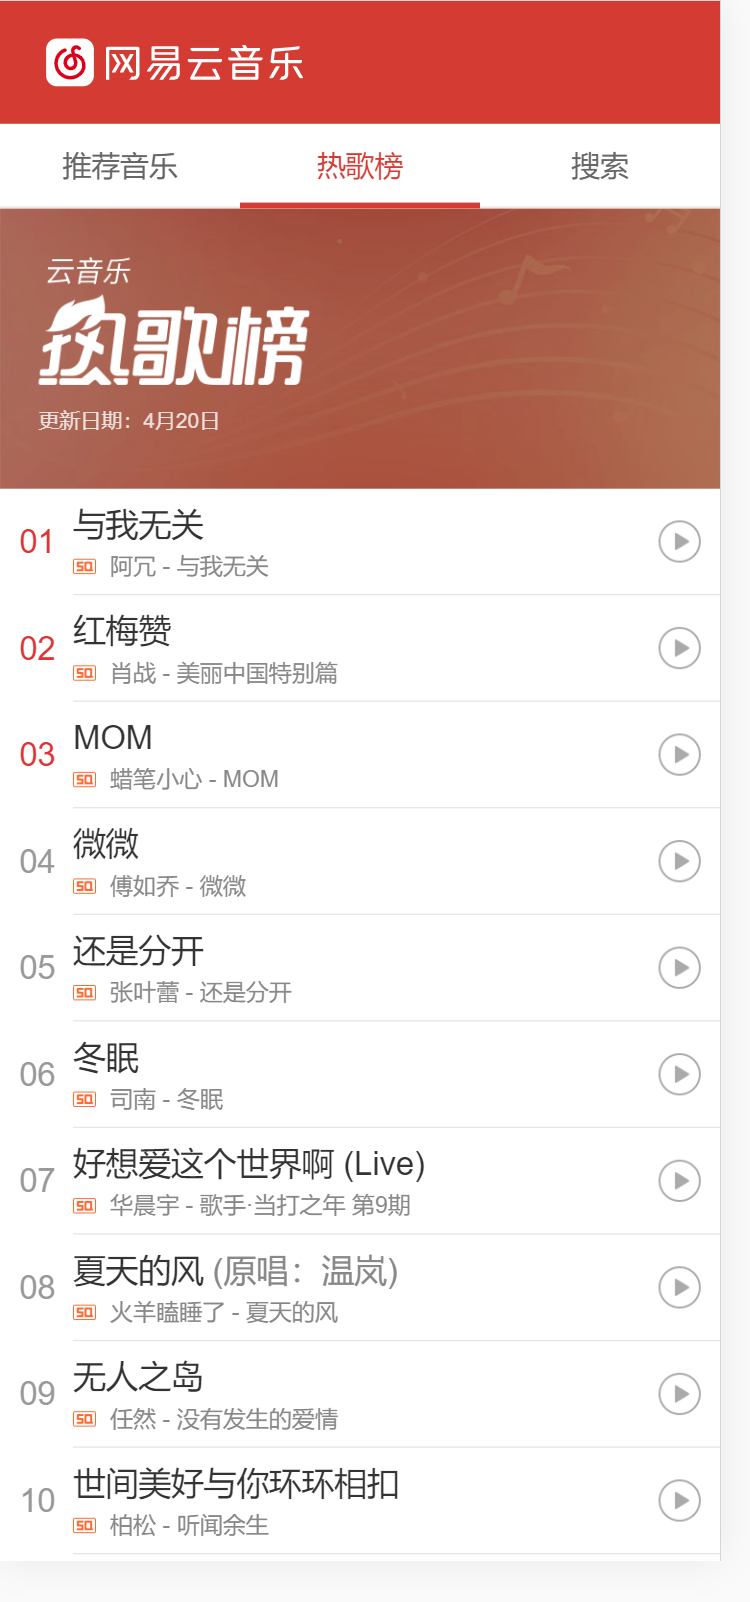 网易云音乐
推荐音乐 热歌榜 搜索
云音乐
热歌榜
更新日期：4月20日
01 与我无关
SQ 阿冗 - 与我无关
02 红梅赞
SQ 肖战 - 美丽中国特别篇
03 MOM
SQ 蜡笔小心 - MOM
04 微微
SQ 傅如乔 - 微微
05 还是分开
SQ 张叶蕾 - 还是分开
06 冬眠
SQ 司南 - 冬眠
07 好想爱这个世界啊 (Live)
SQ 华晨宇 - 歌手·当打之年 第9期
08 夏天的风 (原唱：温岚)
SQ 火羊瞌睡了 - 夏天的风
09 无人之岛
SQ 任然 - 没有发生的爱情
10 世间美好与你环环相扣
SQ 柏松 - 听闻余生